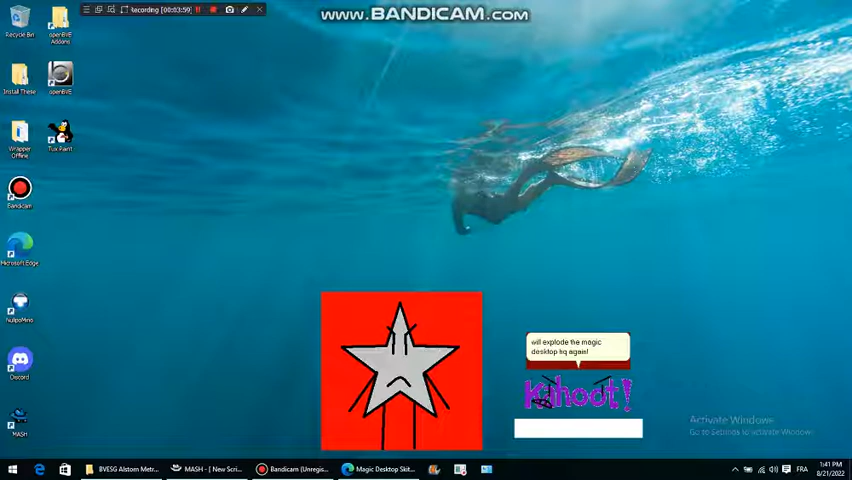 Recording [00:03:59]
WWW.BANDICAM.COM
Recycle Bin
openBVE
Addons
Install These
openBVE
Wrapper
Offline
Tux Paint
Bandicam
Microsoft Edge
NullpoMino
Discord
MASH
will explode the magic
desktop hq again!
Kahoot!
Activate Windows
Go to Settings to activate Windows.
BVESG Alstom Metr...
MASH - [ New Scri...
Bandicam (Unregis...
Magic Desktop Skit...
FRA
1:41 PM
8/21/2022